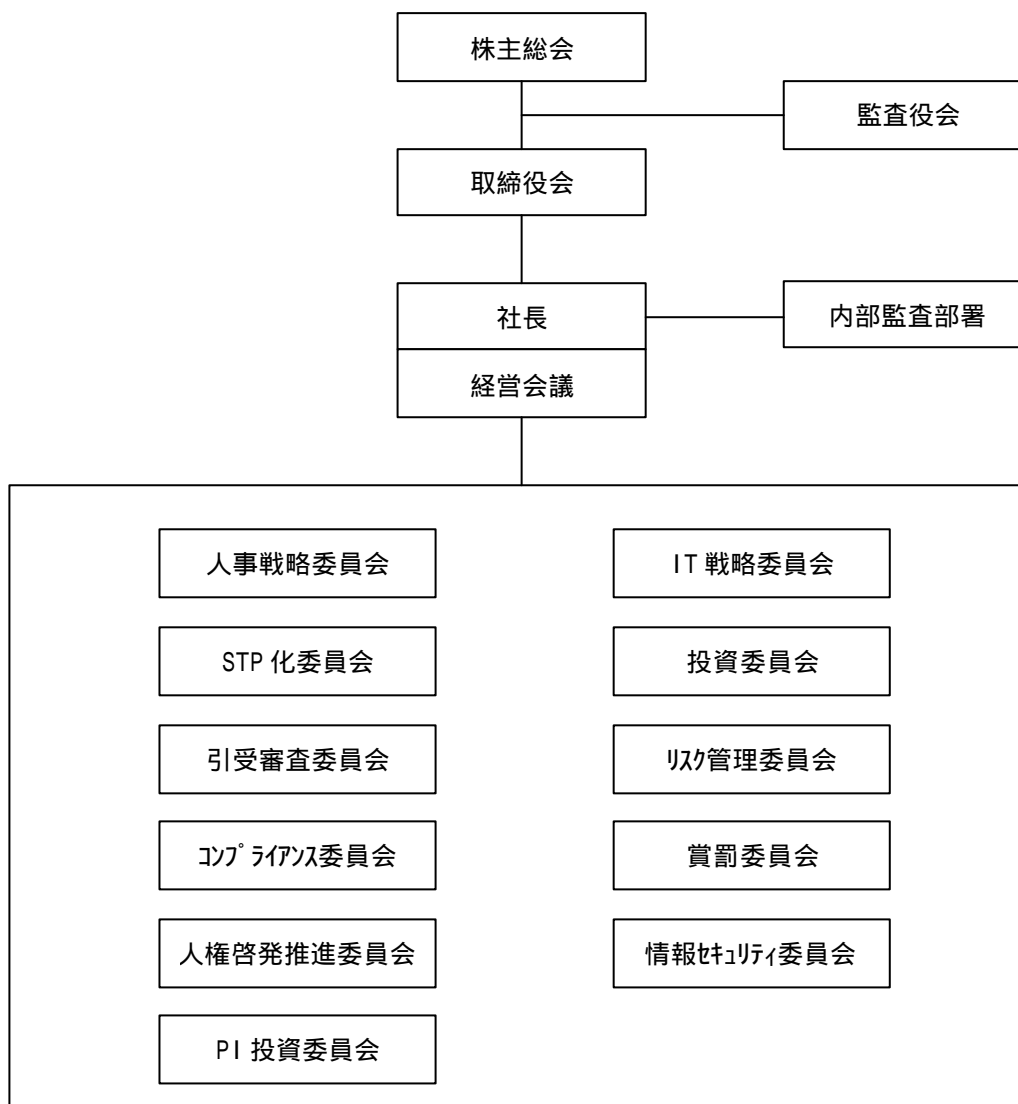 株主総会
監査役会
取締役会
社長
内部監査部署
経営会議
人事戦略委員会
IT 戦略委員会
STP 化委員会
投資委員会
引受審査委員会
ﾘｽｸ管理委員会
ｺﾝﾌﾟﾗｲｱﾝｽ委員会
賞罰委員会
人権啓発推進委員会
情報ｾｷｭﾘﾃｨ委員会
PI 投資委員会